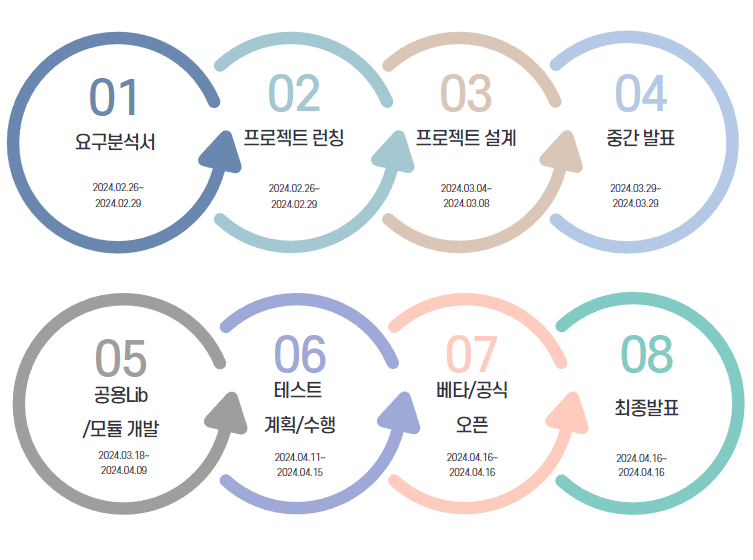 01
요구분석서
2024.02.26~
2024.02.29
02
프로젝트 런칭
2024.02.26~
2024.02.29
03
프로젝트 설계
2024.03.04~
2024.03.08
04
중간 발표
2024.03.29~
2024.03.29
05
공용Lib
/모듈 개발
2024.03.18~
2024.04.09
06
테스트
계획/수행
2024.04.11~
2024.04.15
07
베타/공식
오픈
2024.04.16~
2024.04.16
08
최종발표
2024.04.16~
2024.04.16